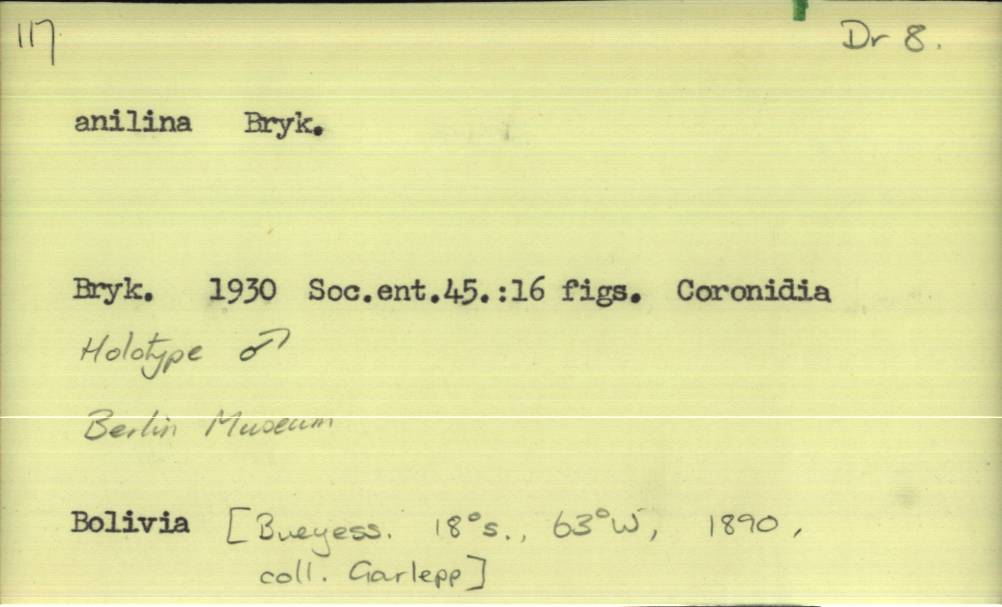 117 Dr 8.
anilina Bryk.
Bryk. 1930 Soc.ent.45.:16 figs. Coronidia
Holotype ♂
Berlin Museum
Bolivia [Bueyess. 18°s., 63°W, 1890,
coll. Garlepp]